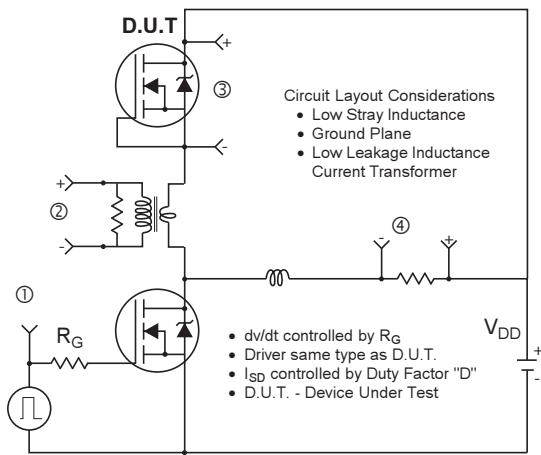 D.U.T
+
③
-
Circuit Layout Considerations
• Low Stray Inductance
• Ground Plane
• Low Leakage Inductance
Current Transformer
+
②
-
④
-
+
①
R_G
• dv/dt controlled by R_G
• Driver same type as D.U.T.
• I_SD controlled by Duty Factor "D"
• D.U.T. - Device Under Test
V_DD
+
-